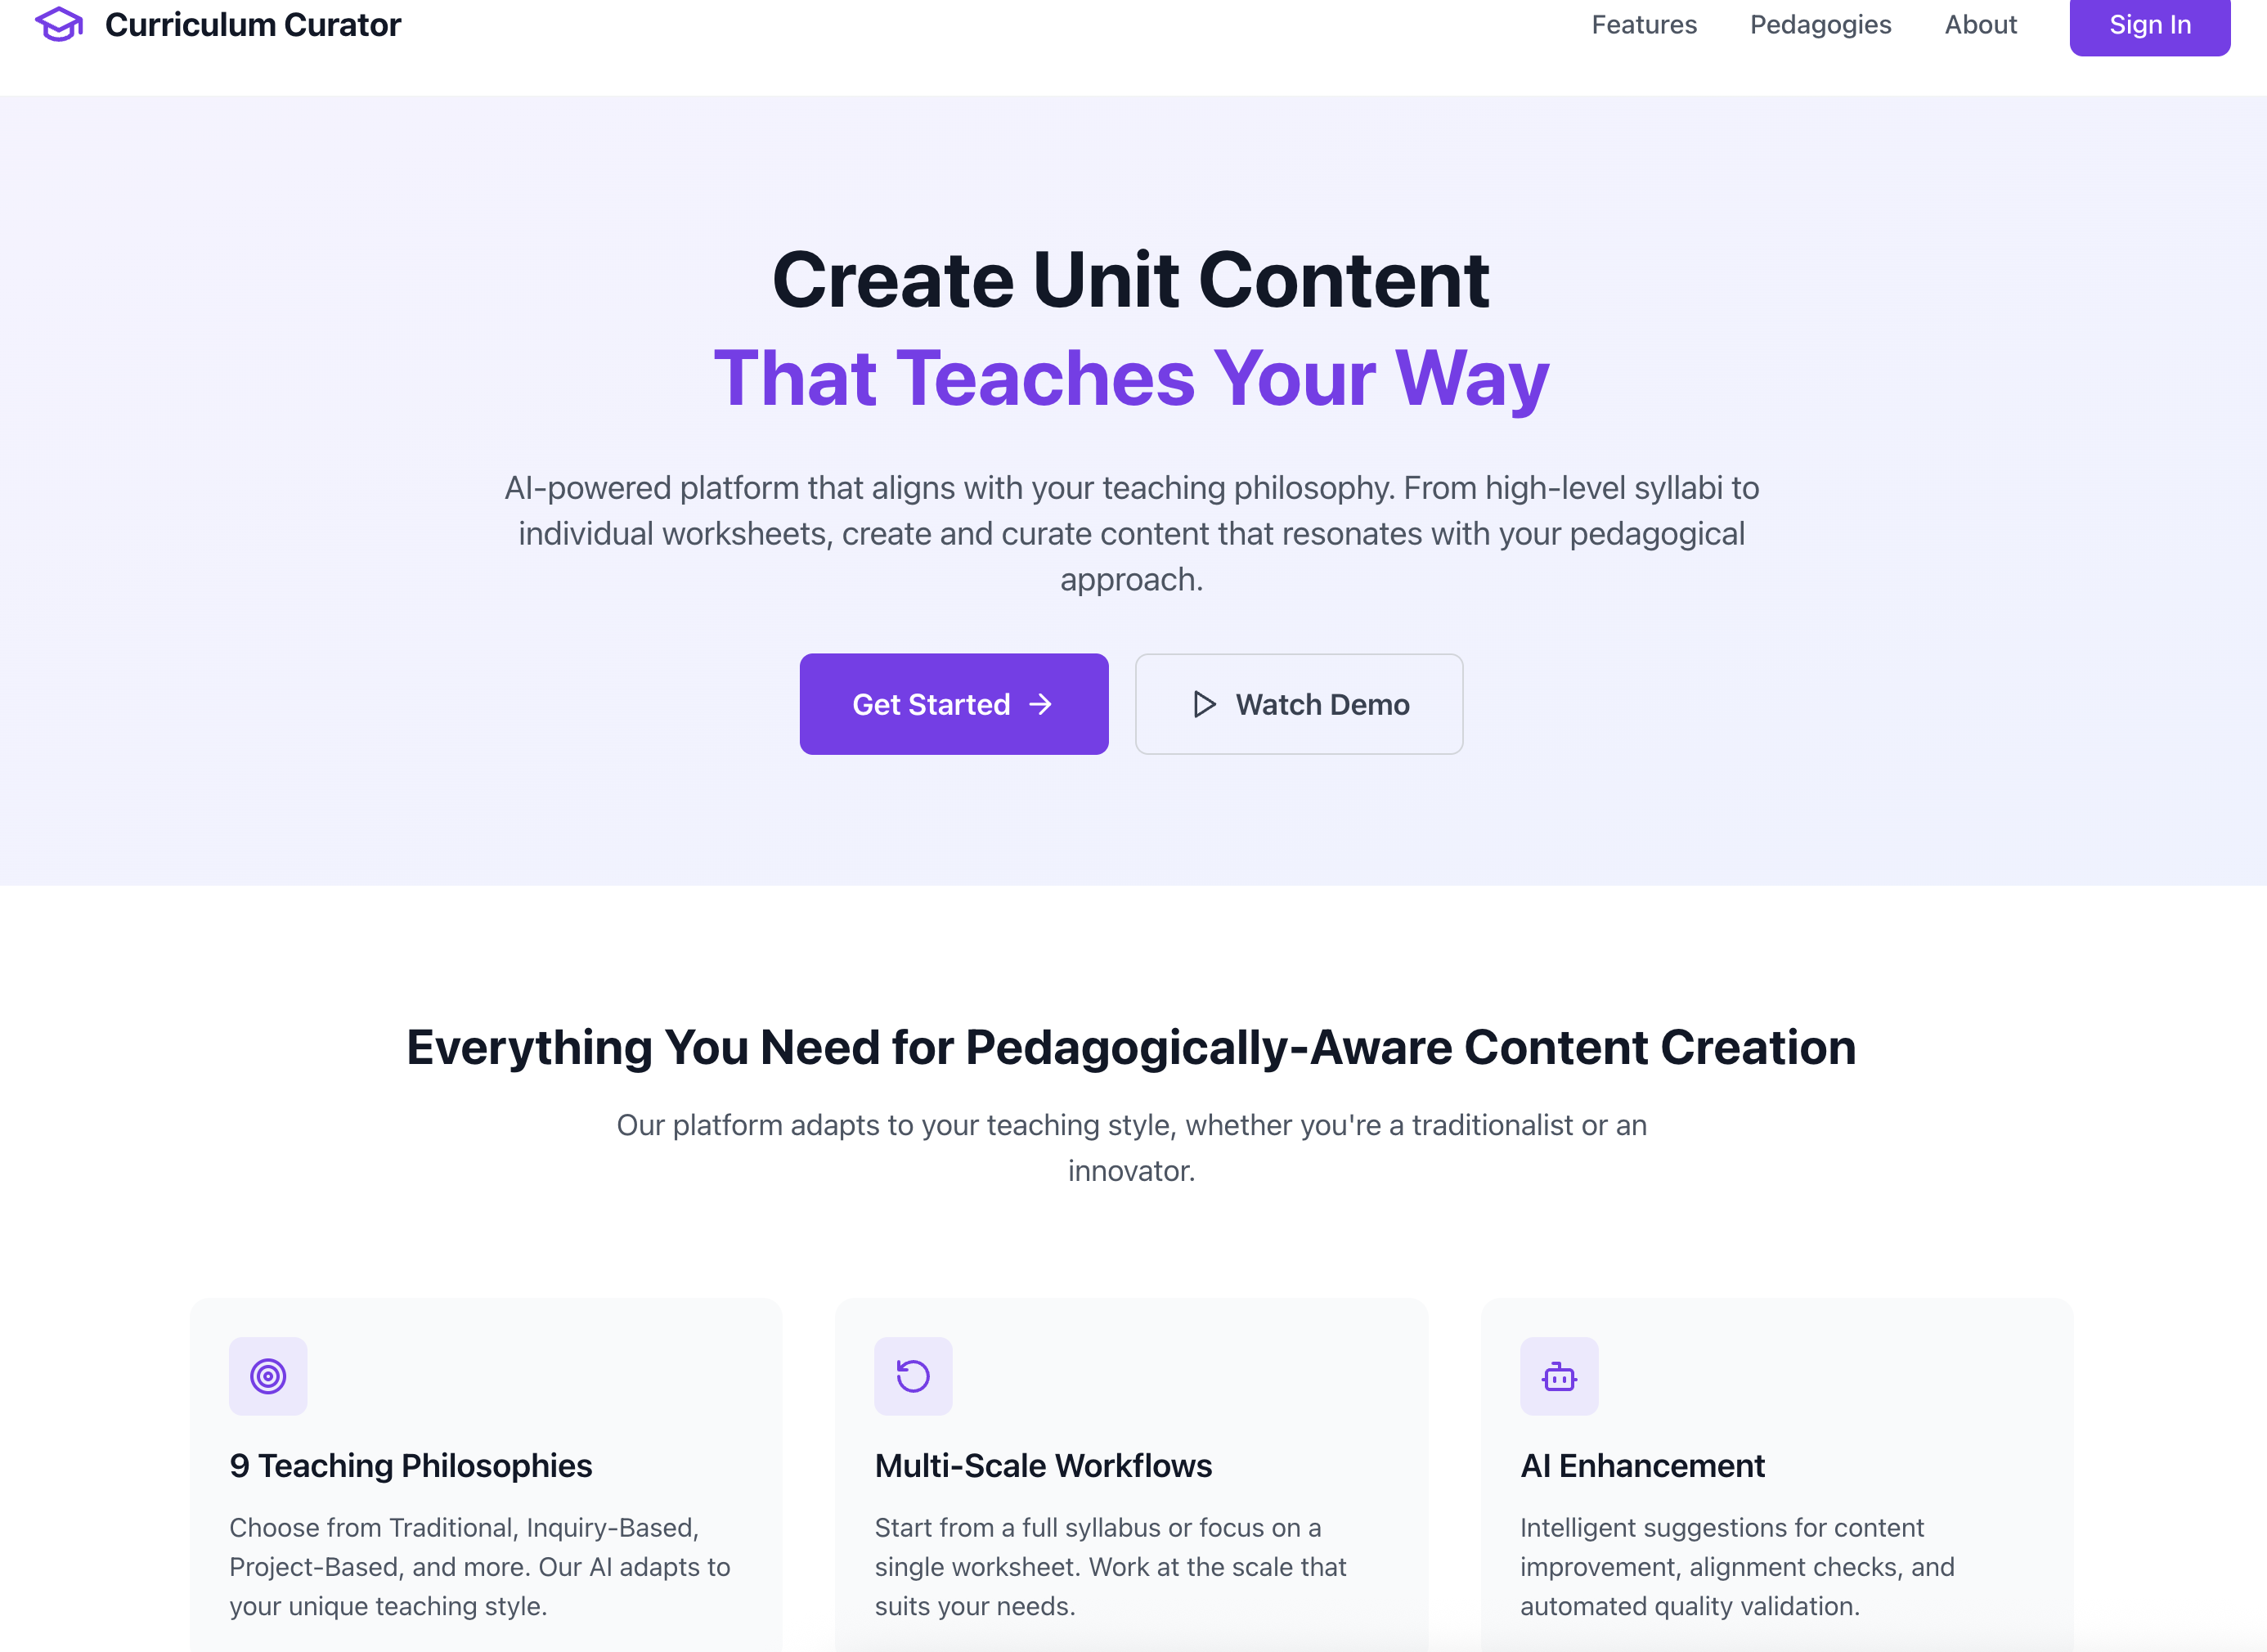 Curriculum Curator
Features
Pedagogies
About
Sign In
Create Unit Content
That Teaches Your Way
AI-powered platform that aligns with your teaching philosophy. From high-level syllabi to
individual worksheets, create and curate content that resonates with your pedagogical
approach.
Get Started
Watch Demo
Everything You Need for Pedagogically-Aware Content Creation
Our platform adapts to your teaching style, whether you're a traditionalist or an
innovator.
9 Teaching Philosophies
Choose from Traditional, Inquiry-Based,
Project-Based, and more. Our AI adapts to
your unique teaching style.
Multi-Scale Workflows
Start from a full syllabus or focus on a
single worksheet. Work at the scale that
suits your needs.
AI Enhancement
Intelligent suggestions for content
improvement, alignment checks, and
automated quality validation.